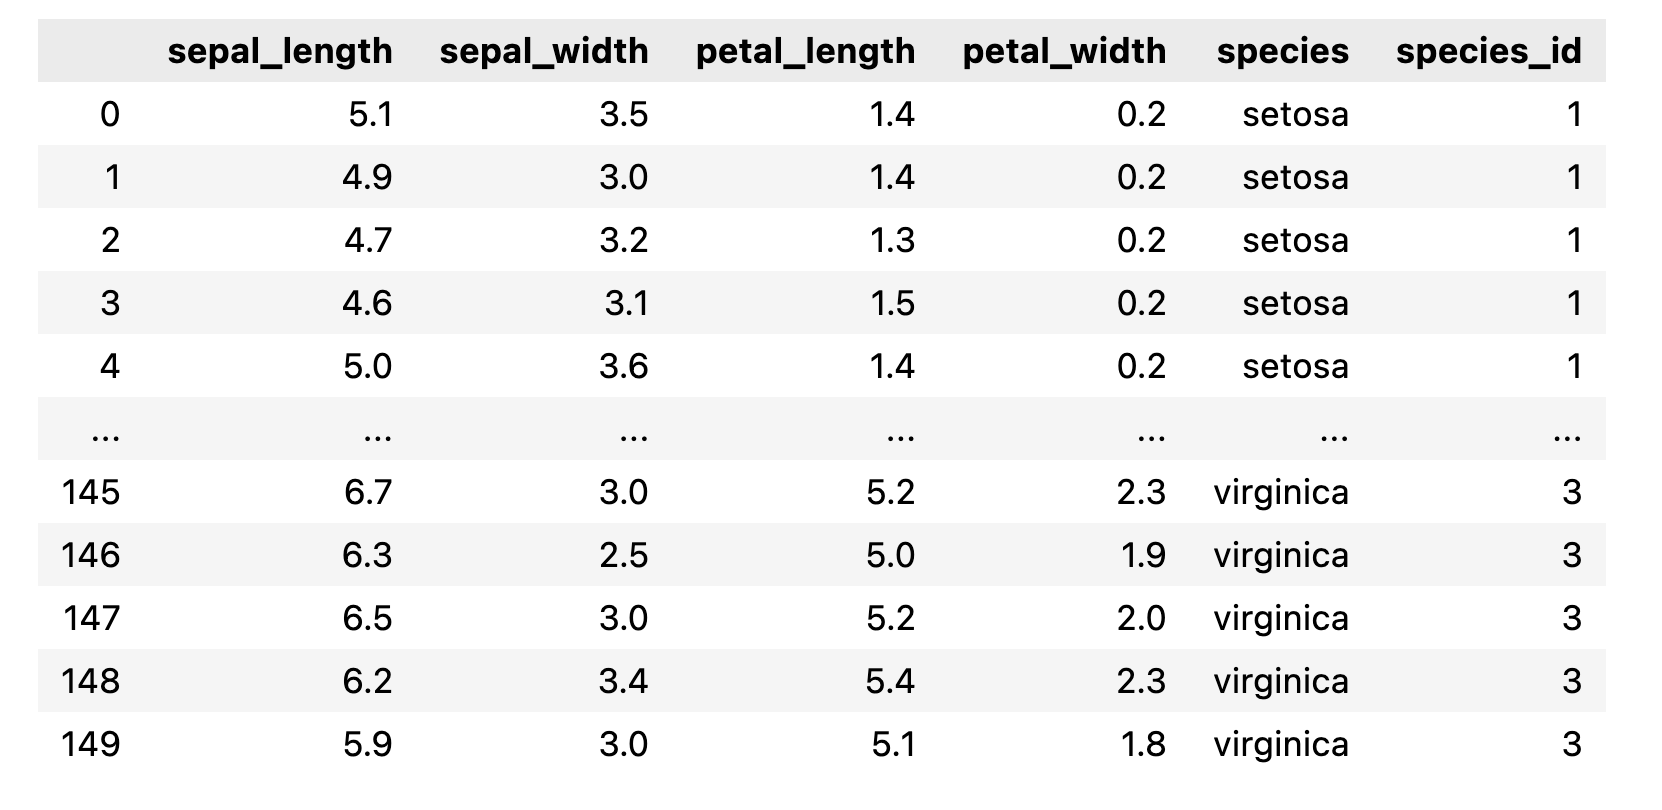 sepal_length sepal_width petal_length petal_width species species_id
0 5.1 3.5 1.4 0.2 setosa 1
1 4.9 3.0 1.4 0.2 setosa 1
2 4.7 3.2 1.3 0.2 setosa 1
3 4.6 3.1 1.5 0.2 setosa 1
4 5.0 3.6 1.4 0.2 setosa 1
... ... ... ... ... ... ...
145 6.7 3.0 5.2 2.3 virginica 3
146 6.3 2.5 5.0 1.9 virginica 3
147 6.5 3.0 5.2 2.0 virginica 3
148 6.2 3.4 5.4 2.3 virginica 3
149 5.9 3.0 5.1 1.8 virginica 3